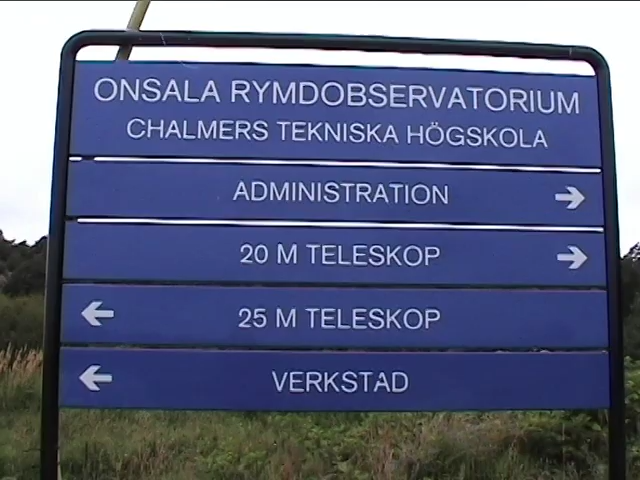 ONSALA RYMDOBSERVATORIUM
CHALMERS TEKNISKA HÖGSKOLA
ADMINISTRATION
20 M TELESKOP
25 M TELESKOP
VERKSTAD